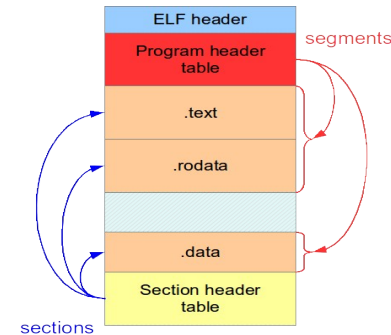 ELF header
Program header
table
segments
.text
.rodata
.data
Section header
table
sections